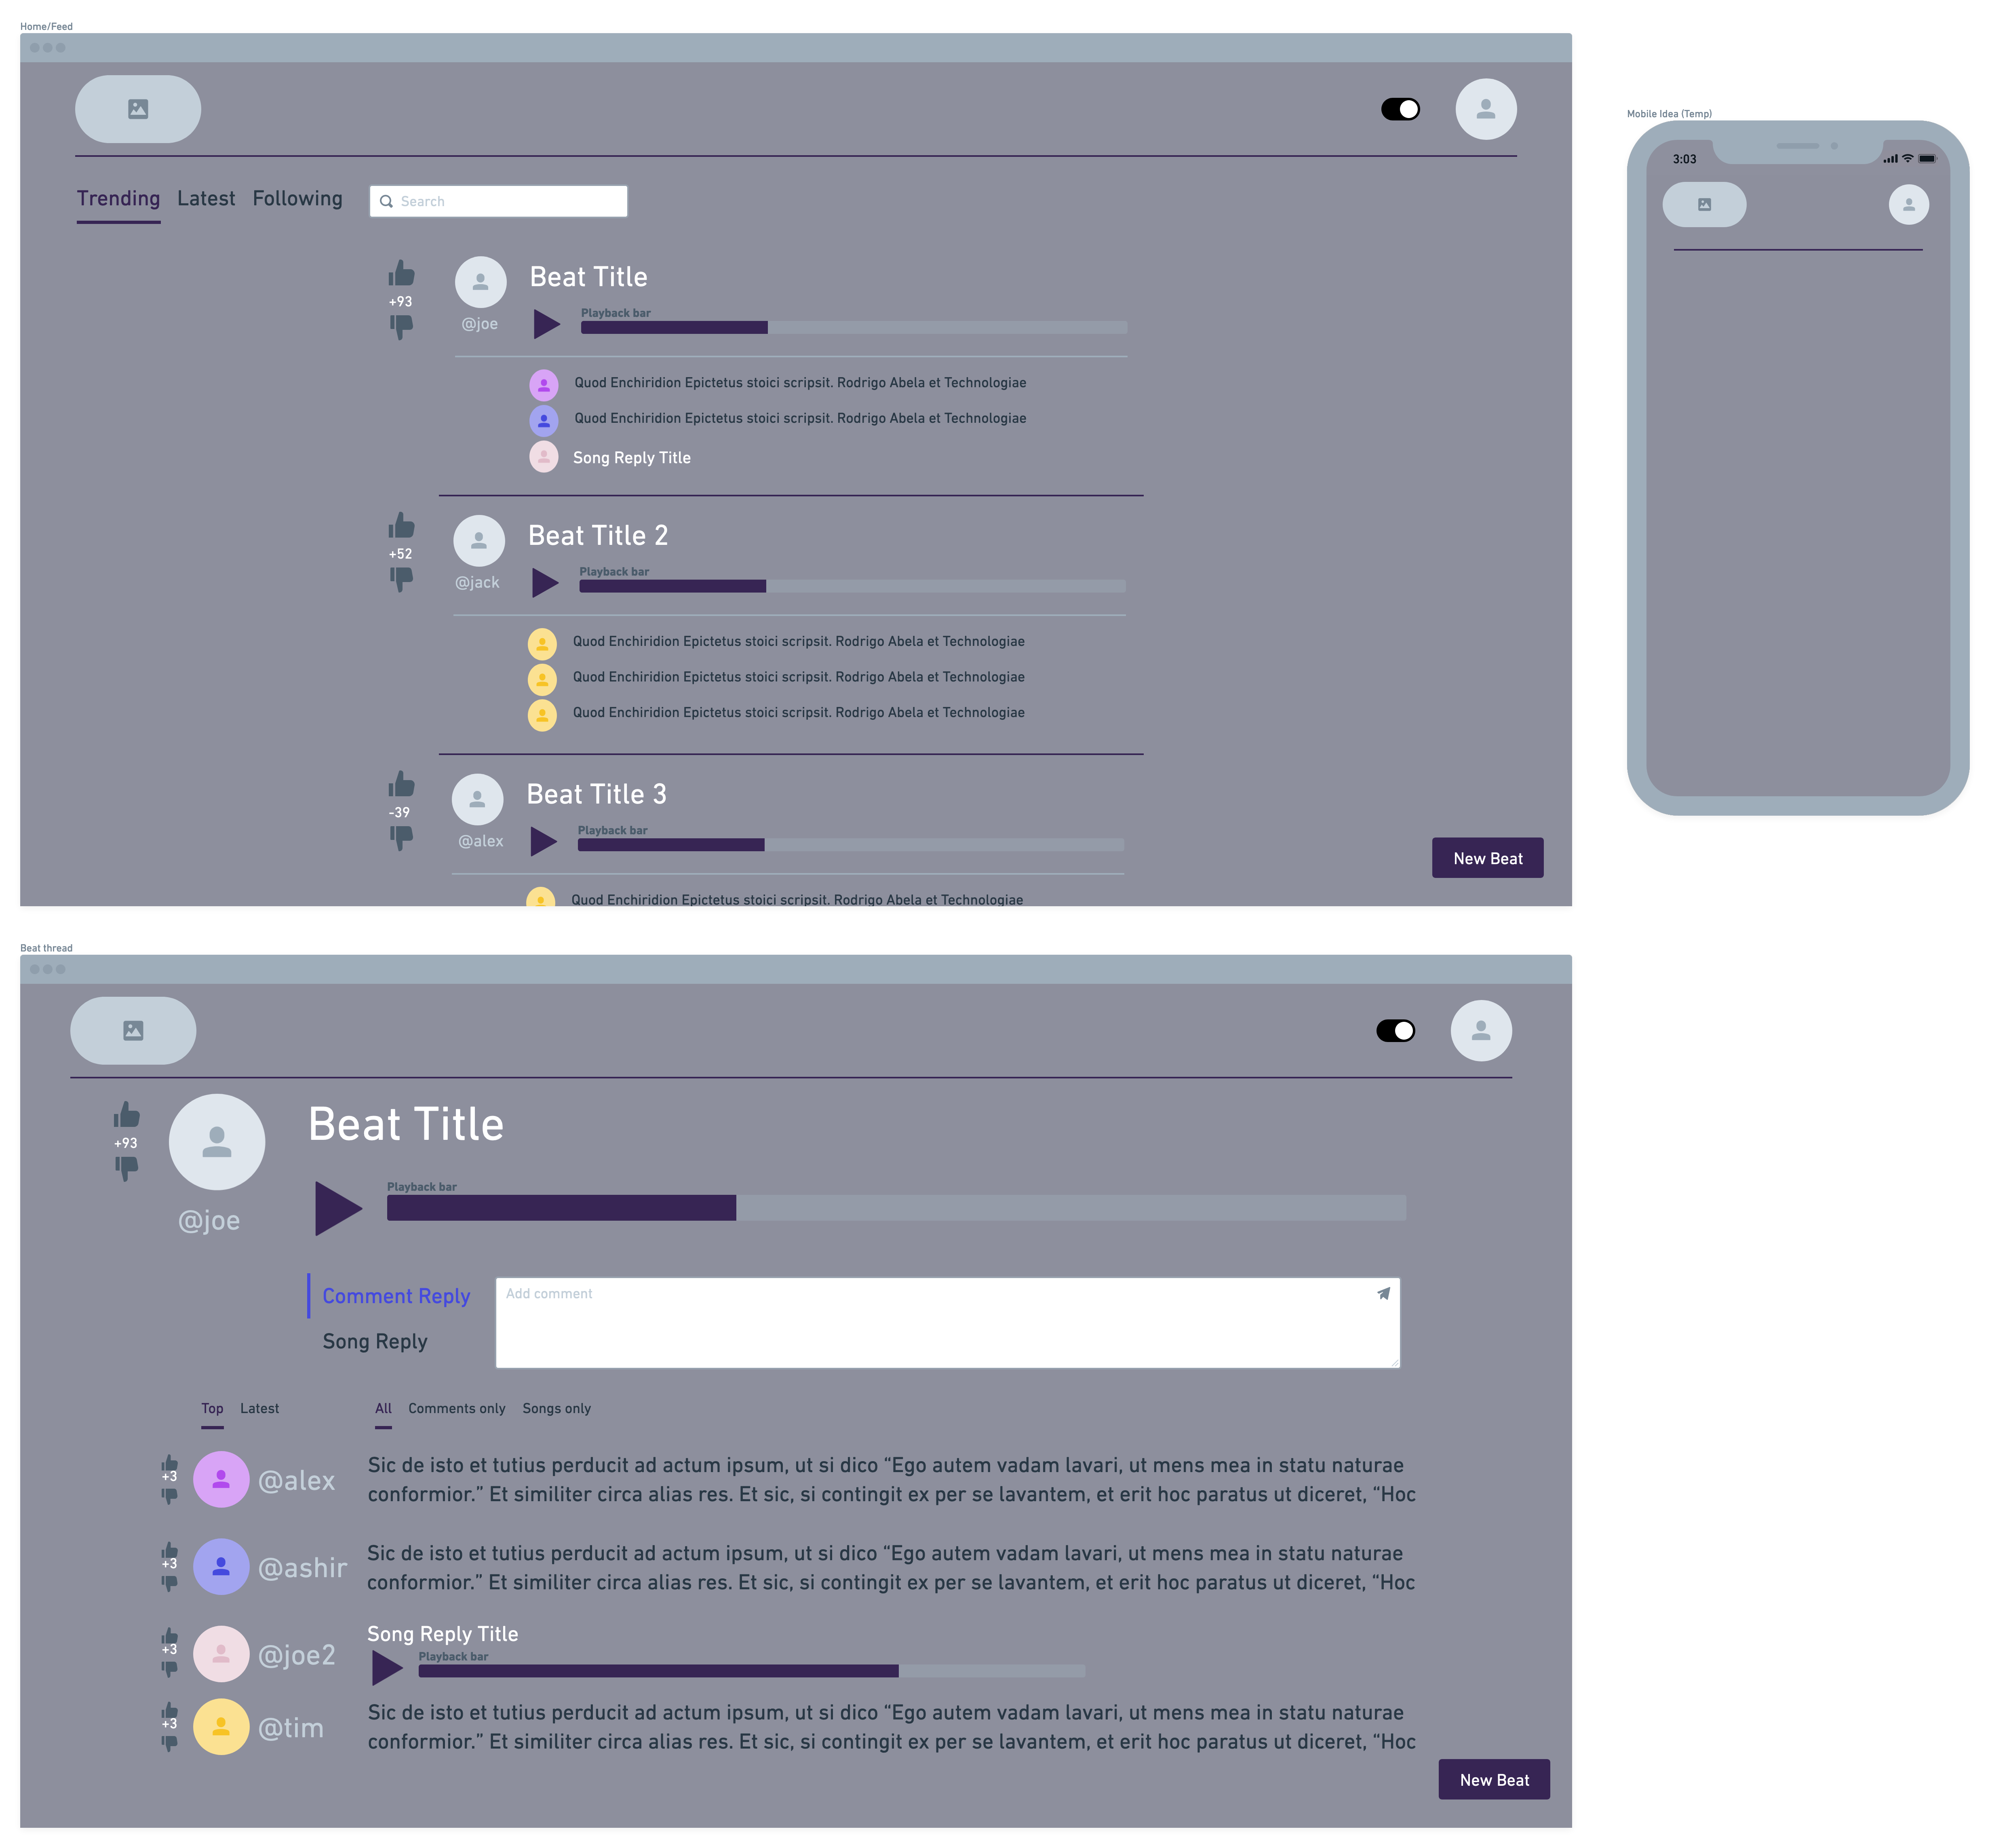 Home/Feed
Mobile Idea (Temp)
3:03
Trending Latest Following Search
Beat Title
+93
@joe
Playback bar
Quod Enchiridion Epictetus stoici scripsit. Rodrigo Abela et Technologiae
Quod Enchiridion Epictetus stoici scripsit. Rodrigo Abela et Technologiae
Song Reply Title
Beat Title 2
+52
@jack
Playback bar
Quod Enchiridion Epictetus stoici scripsit. Rodrigo Abela et Technologiae
Quod Enchiridion Epictetus stoici scripsit. Rodrigo Abela et Technologiae
Quod Enchiridion Epictetus stoici scripsit. Rodrigo Abela et Technologiae
Beat Title 3
-39
@alex
Playback bar
New Beat
Quod Enchiridion Epictetus stoici scripsit. Rodrigo Abela et Technologiae
Beat thread
Beat Title
+93
@joe
Playback bar
Comment Reply
Add comment
Song Reply
Top Latest All Comments only Songs only
+3
@alex
Sic de isto et tutius perducit ad actum ipsum, ut si dico “Ego autem vadam lavari, ut mens mea in statu naturae
conformior.” Et similiter circa alias res. Et sic, si contingit ex per se lavantem, et erit hoc paratus ut diceret, “Hoc
+3
@ashir
Sic de isto et tutius perducit ad actum ipsum, ut si dico “Ego autem vadam lavari, ut mens mea in statu naturae
conformior.” Et similiter circa alias res. Et sic, si contingit ex per se lavantem, et erit hoc paratus ut diceret, “Hoc
+3
@joe2
Song Reply Title
Playback bar
+3
@tim
Sic de isto et tutius perducit ad actum ipsum, ut si dico “Ego autem vadam lavari, ut mens mea in statu naturae
conformior.” Et similiter circa alias res. Et sic, si contingit ex per se lavantem, et erit hoc paratus ut diceret, “Hoc
New Beat